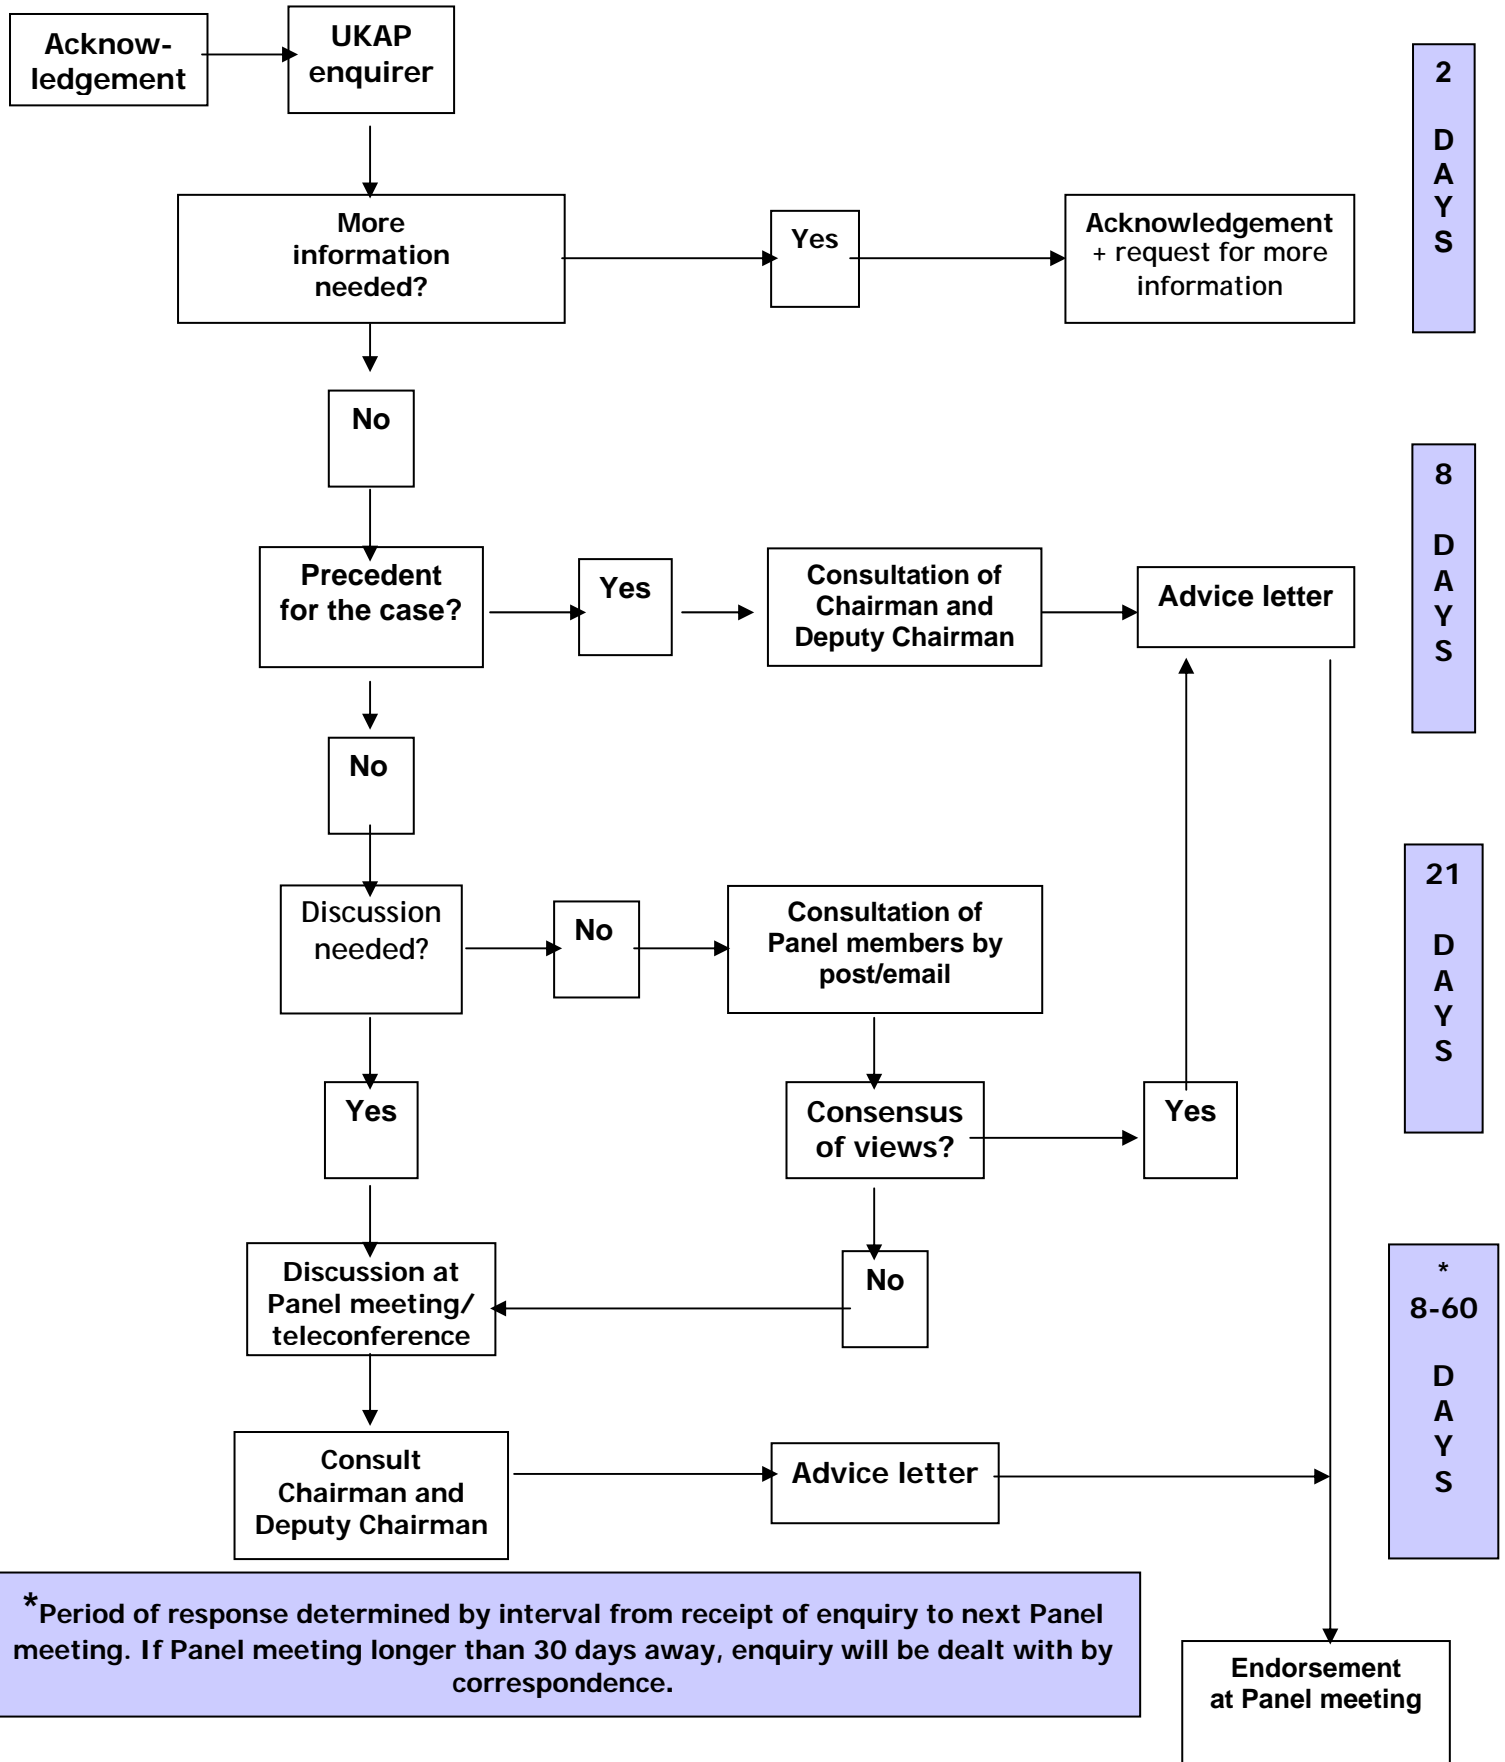 Acknow-
ledgement
UKAP
enquirer
2
D
A
Y
S
More
information
needed?
Yes
Acknowledgement
+ request for more
information
No
8
D
A
Y
S
Precedent
for the case?
Yes
Consultation of
Chairman and
Deputy Chairman
Advice letter
No
21
D
A
Y
S
Discussion
needed?
No
Consultation of
Panel members by
post/email
Yes
Consensus
of views?
Yes
*
8-60
D
A
Y
S
Discussion at
Panel meeting/
teleconference
No
Consult
Chairman and
Deputy Chairman
Advice letter
*Period of response determined by interval from receipt of enquiry to next Panel
meeting. If Panel meeting longer than 30 days away, enquiry will be dealt with by
correspondence.
Endorsement
at Panel meeting